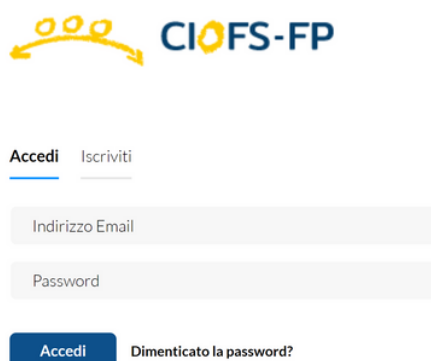 CIOFS-FP
Accedi Iscriviti
Indirizzo Email
Password
Accedi Dimenticato la password?